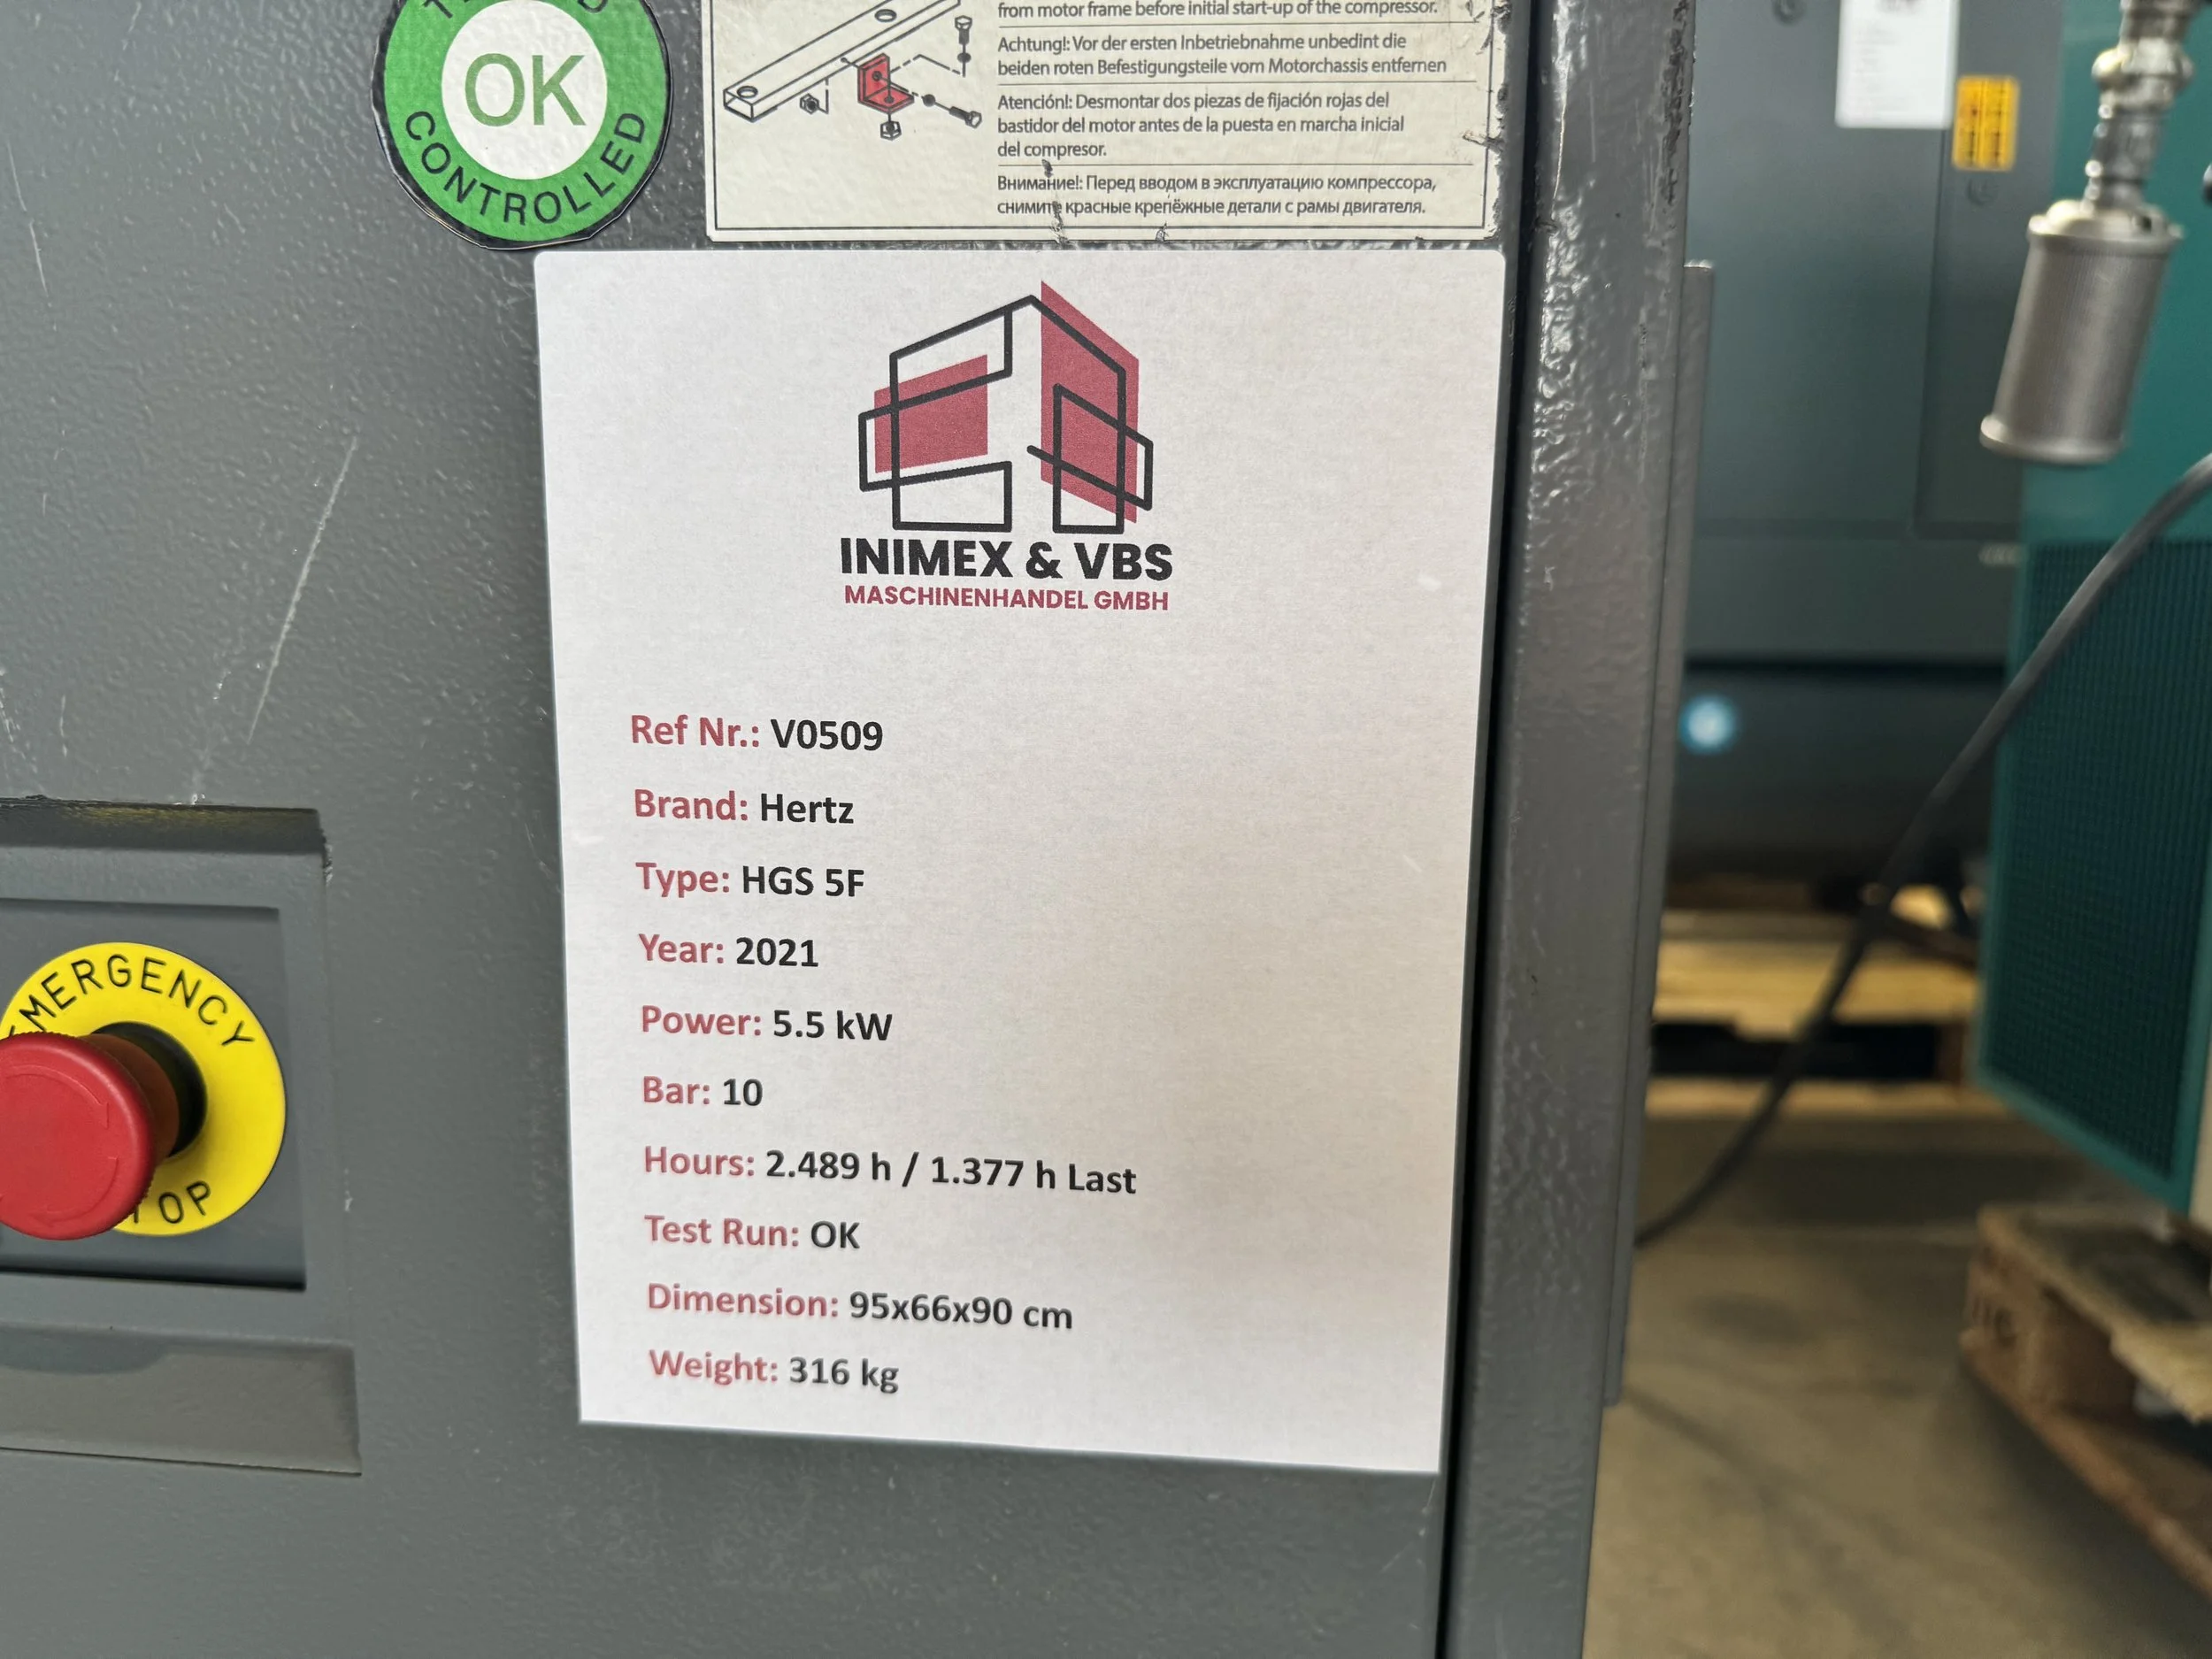 OK
CONTROLLED
from motor frame before initial start-up of the compressor.
Achtung!: Vor der ersten Inbetriebnahme unbedint die
beiden roten Befestigungsteile vom Motorchassis entfernen
Atención!: Desmontar dos piezas de fijación rojas del
bastidor del motor antes de la puesta en marcha inicial
del compresor.
Внимание!: Перед вводом в эксплуатацию компрессора,
снимите красные крепёжные детали с рамы двигателя.
INIMEX & VBS
MASCHINENHANDEL GMBH
Ref Nr.: V0509
Brand: Hertz
Type: HGS 5F
Year: 2021
Power: 5.5 kW
Bar: 10
Hours: 2.489 h / 1.377 h Last
Test Run: OK
Dimension: 95x66x90 cm
Weight: 316 kg
EMERGENCY
TOP